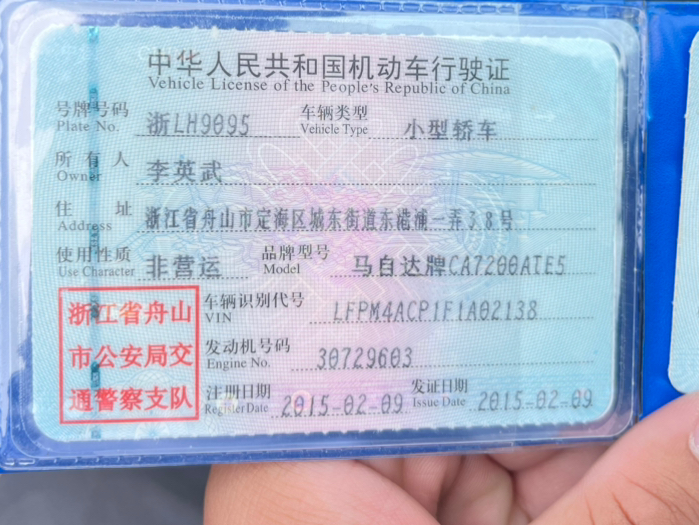 中华人民共和国机动车行驶证
Vehicle License of the People's Republic of China
号牌号码 浙LH9095 车辆类型 小型轿车
Plate No. Vehicle Type
所有人 李英武
Owner
住址 浙江省舟山市定海区城东街道东港浦一弄38号
Address
使用性质 非营运 品牌型号 马自达牌CA7200ATE5
Use Character Model
浙江省舟山
市公安局交
通警察支队
车辆识别代号 LFPM4ACP1F1A02138
VIN
发动机号码 30729603
Engine No.
注册日期 2015-02-09 发证日期 2015-02-09
Register Date Issue Date